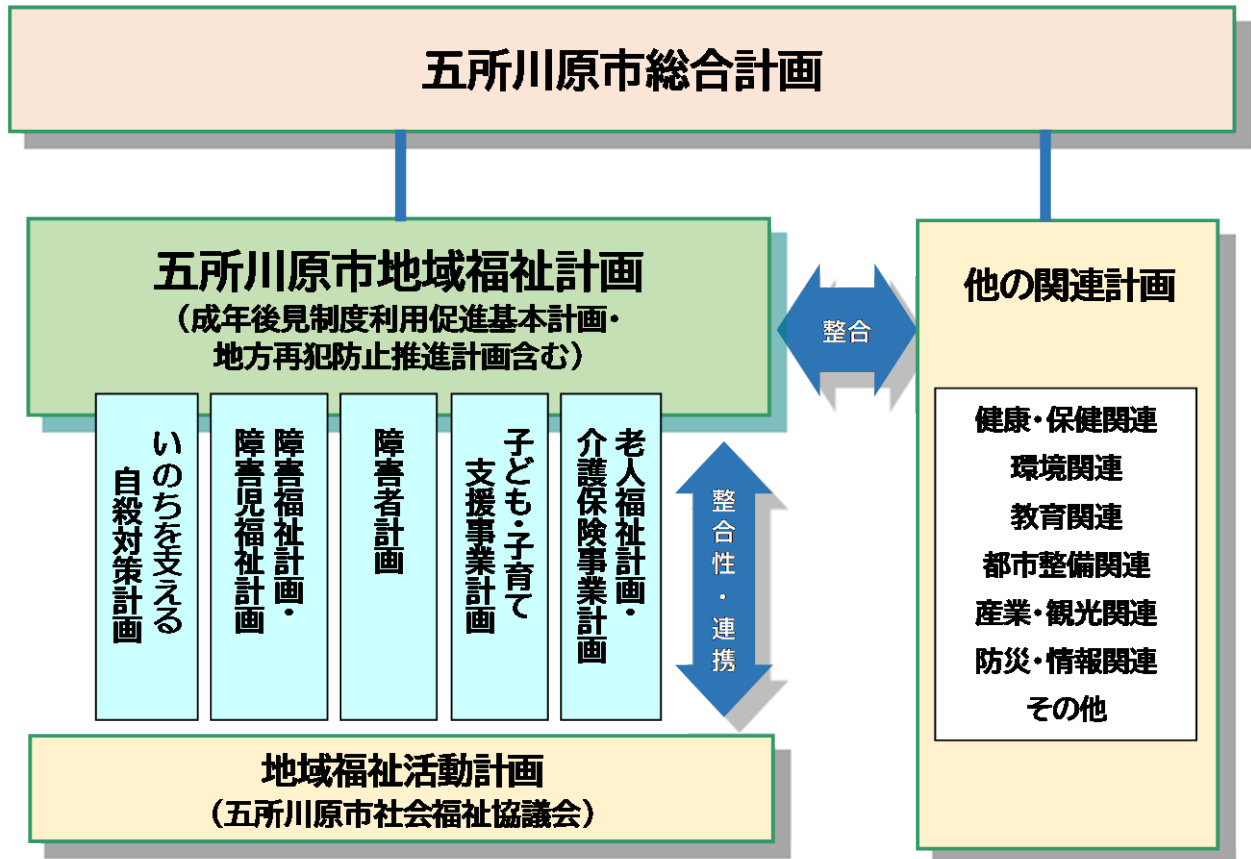 五所川原市総合計画
五所川原市地域福祉計画
（成年後見制度利用促進基本計画・
地方再犯防止推進計画含む）
整合
他の関連計画
健康・保健関連
環境関連
教育関連
都市整備関連
産業・観光関連
防災・情報関連
その他
老人福祉計画・
介護保険事業計画
子ども・子育て
支援事業計画
障害者計画
障害福祉計画・
障害児福祉計画
いのちを支える
自殺対策計画
整合性・連携
地域福祉活動計画
（五所川原市社会福祉協議会）